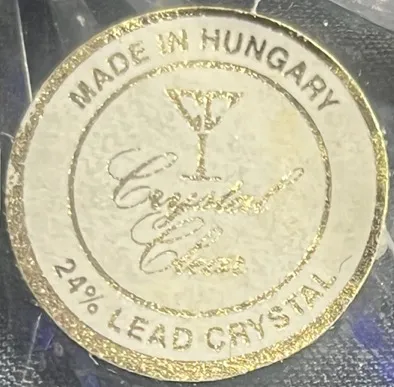 MADE IN HUNGARY
Crystal
Clear
24% LEAD CRYSTAL